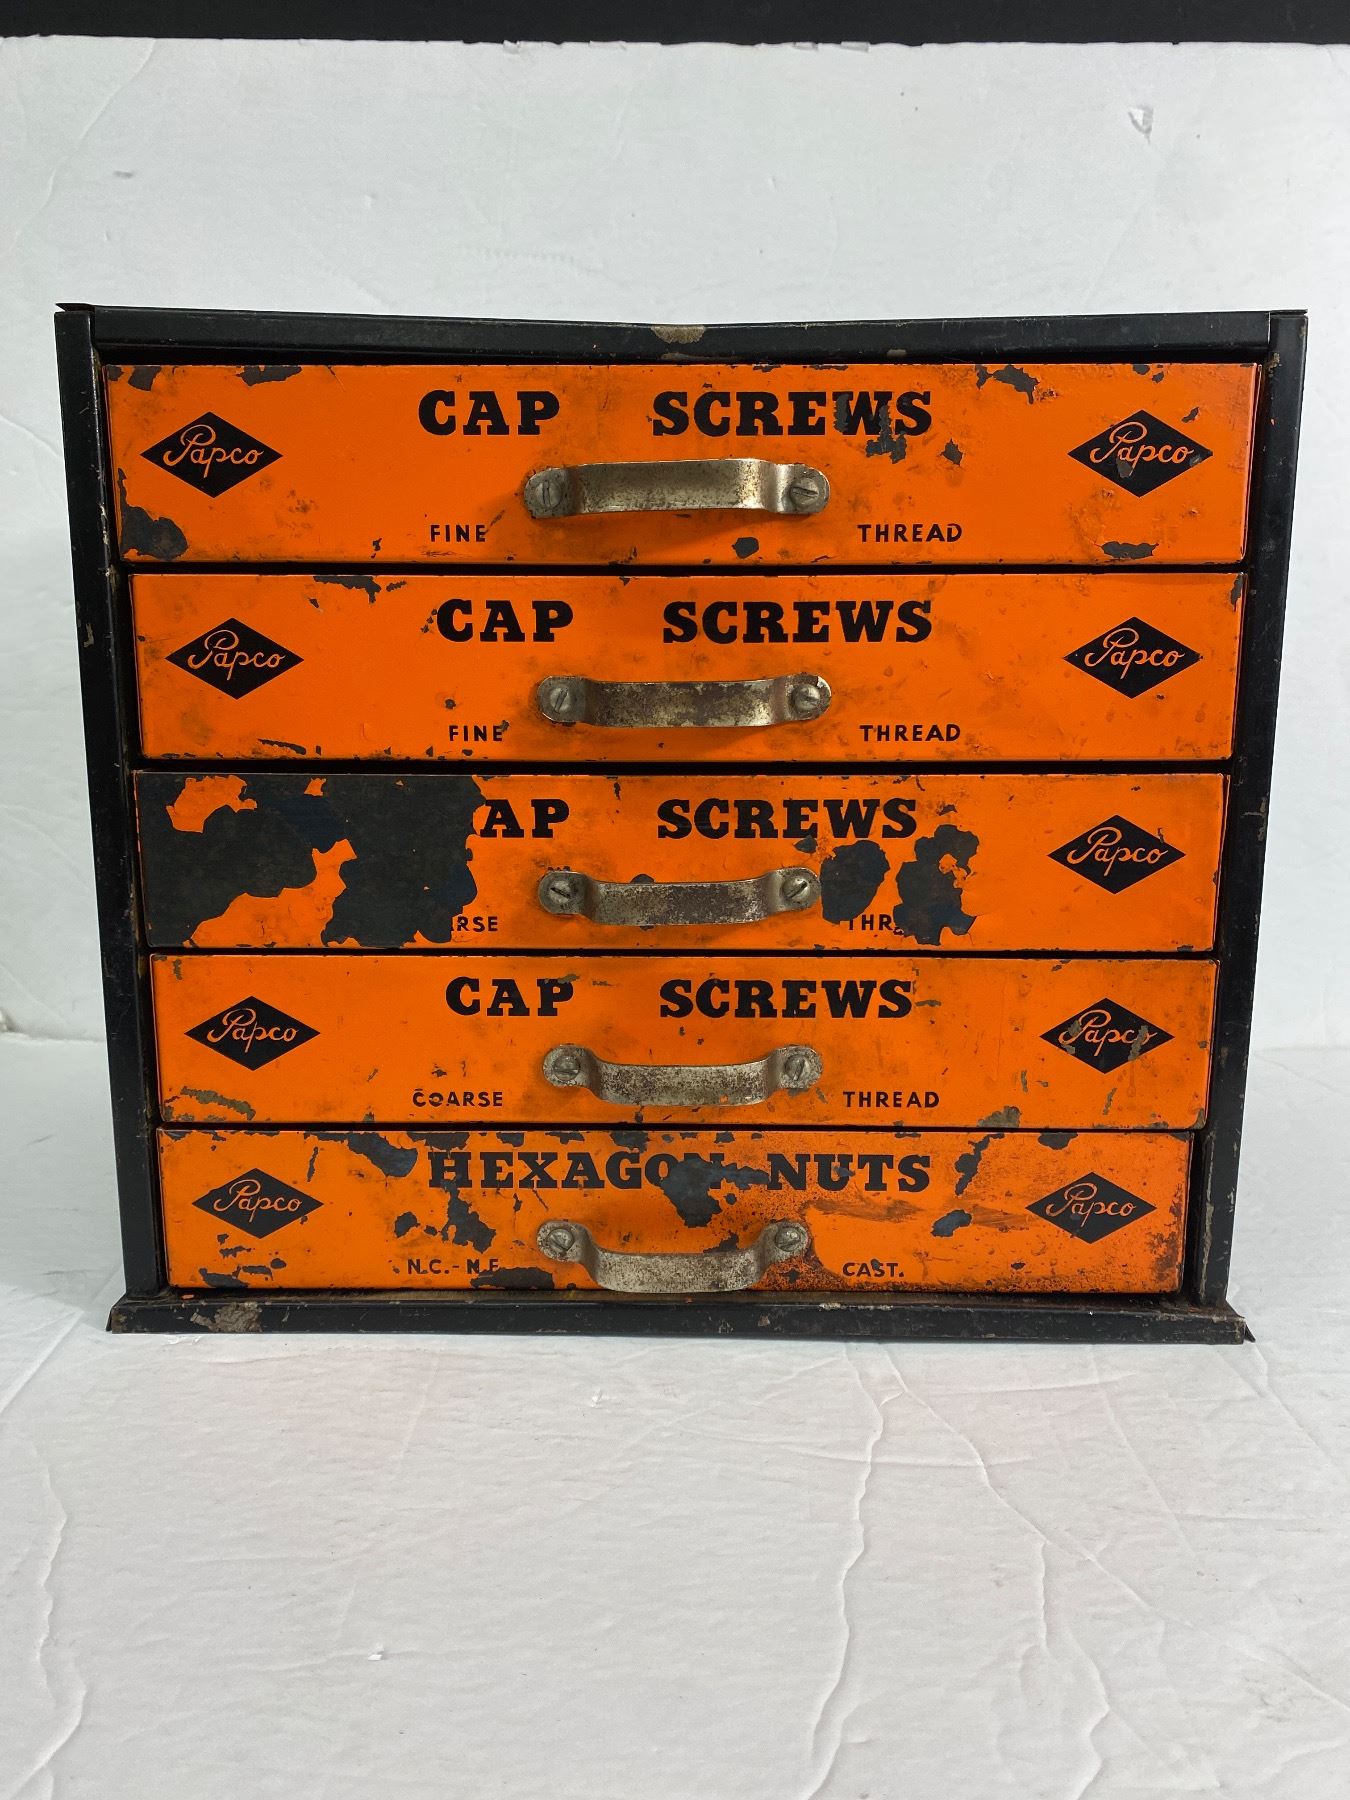 CAP SCREWS
Papco Papco
FINE THREAD
CAP SCREWS
Papco Papco
FINE THREAD
AP SCREWS
Papco
RSE THR
CAP SCREWS
Papco Papco
COARSE THREAD
HEXAGON NUTS
Papco Papco
N.C.-N.F. CAST.